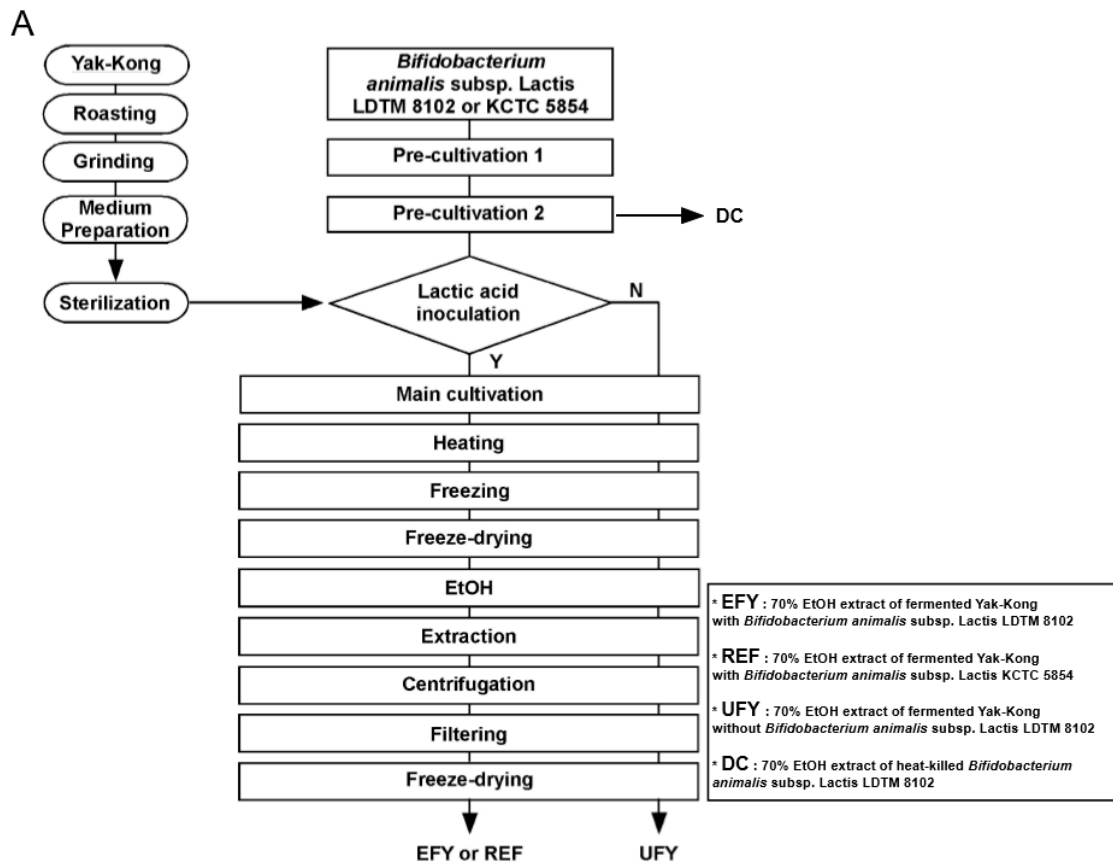 A
Yak-Kong
Roasting
Grinding
Medium
Preparation
Sterilization
Bifidobacterium
animalis subsp. Lactis
LDTM 8102 or KCTC 5854
Pre-cultivation 1
Pre-cultivation 2
DC
Lactic acid
inoculation
N
Y
Main cultivation
Heating
Freezing
Freeze-drying
EtOH
Extraction
Centrifugation
Filtering
Freeze-drying
EFY or REF
UFY
* EFY : 70% EtOH extract of fermented Yak-Kong
with Bifidobacterium animalis subsp. Lactis LDTM 8102
* REF : 70% EtOH extract of fermented Yak-Kong
with Bifidobacterium animalis subsp. Lactis KCTC 5854
* UFY : 70% EtOH extract of fermented Yak-Kong
without Bifidobacterium animalis subsp. Lactis LDTM 8102
* DC : 70% EtOH extract of heat-killed Bifidobacterium
animalis subsp. Lactis LDTM 8102